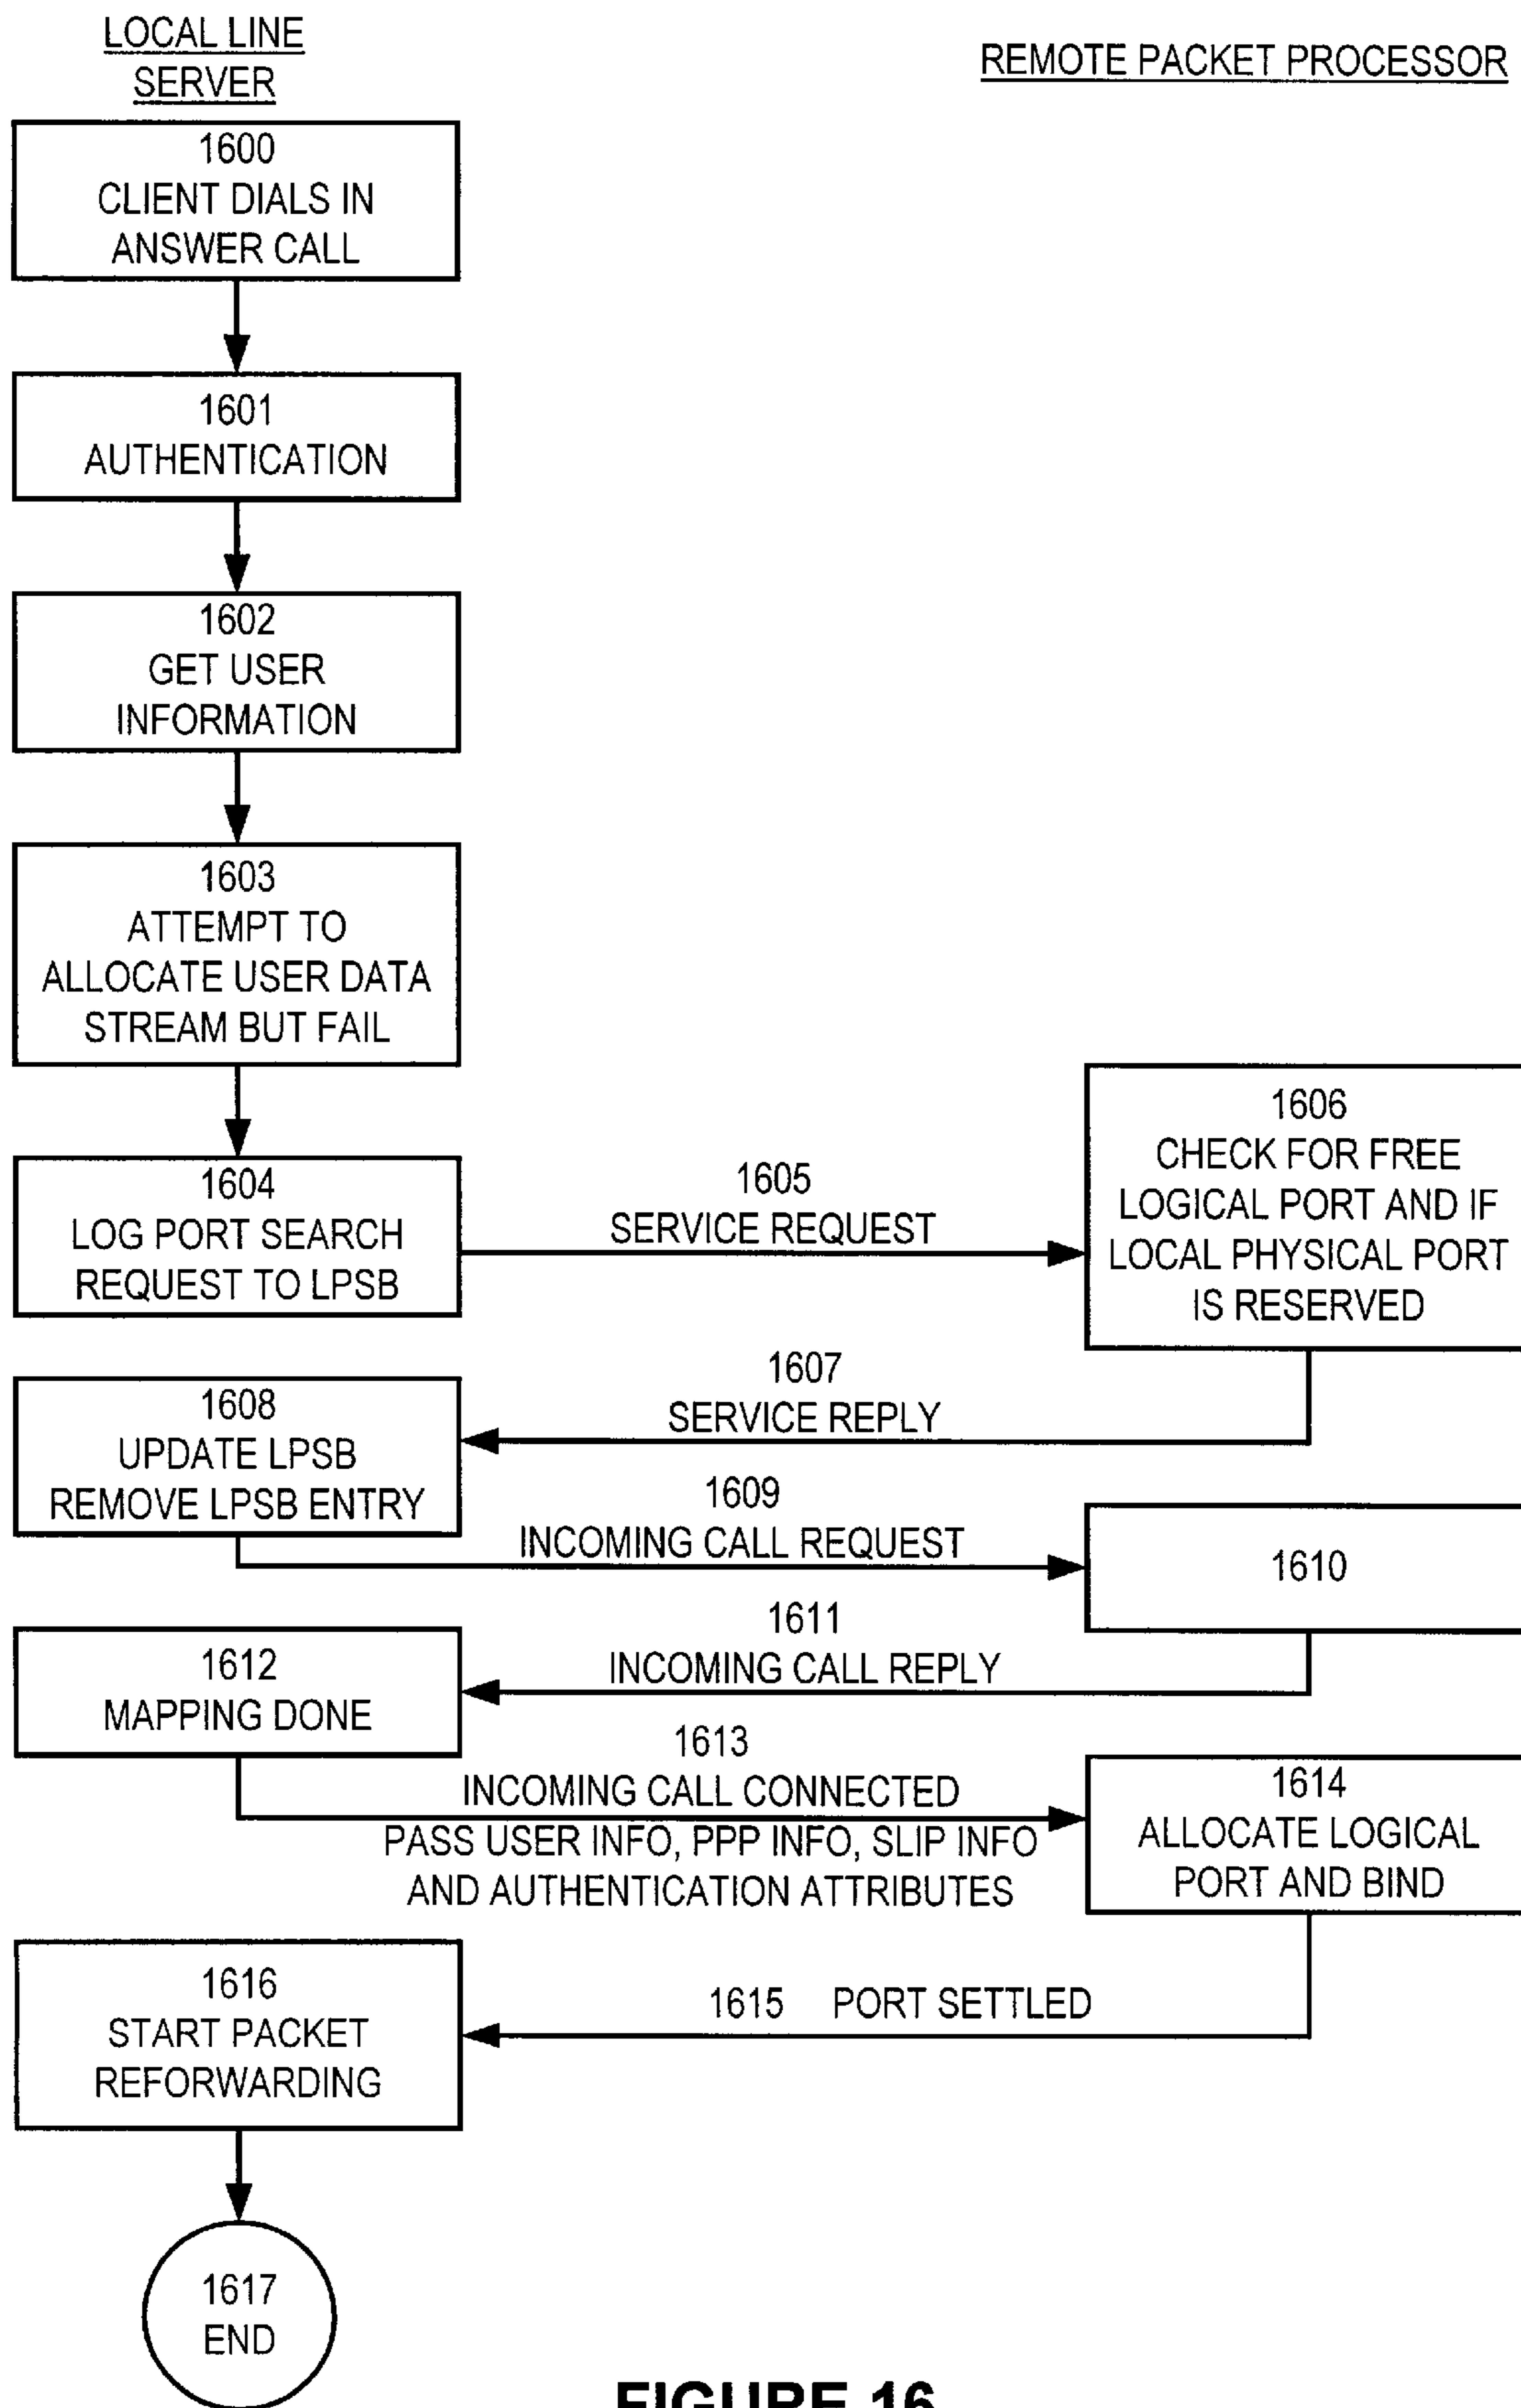 LOCAL LINE
SERVER
REMOTE PACKET PROCESSOR
1600
CLIENT DIALS IN
ANSWER CALL
1601
AUTHENTICATION
1602
GET USER
INFORMATION
1603
ATTEMPT TO
ALLOCATE USER DATA
STREAM BUT FAIL
1604
LOG PORT SEARCH
REQUEST TO LPSB
1605
SERVICE REQUEST
1606
CHECK FOR FREE
LOGICAL PORT AND IF
LOCAL PHYSICAL PORT
IS RESERVED
1607
SERVICE REPLY
1608
UPDATE LPSB
REMOVE LPSB ENTRY
1609
INCOMING CALL REQUEST
1610
1611
INCOMING CALL REPLY
1612
MAPPING DONE
1613
INCOMING CALL CONNECTED
PASS USER INFO, PPP INFO, SLIP INFO
AND AUTHENTICATION ATTRIBUTES
1614
ALLOCATE LOGICAL
PORT AND BIND
1615 PORT SETTLED
1616
START PACKET
REFORWARDING
1617
END
FIGURE 16